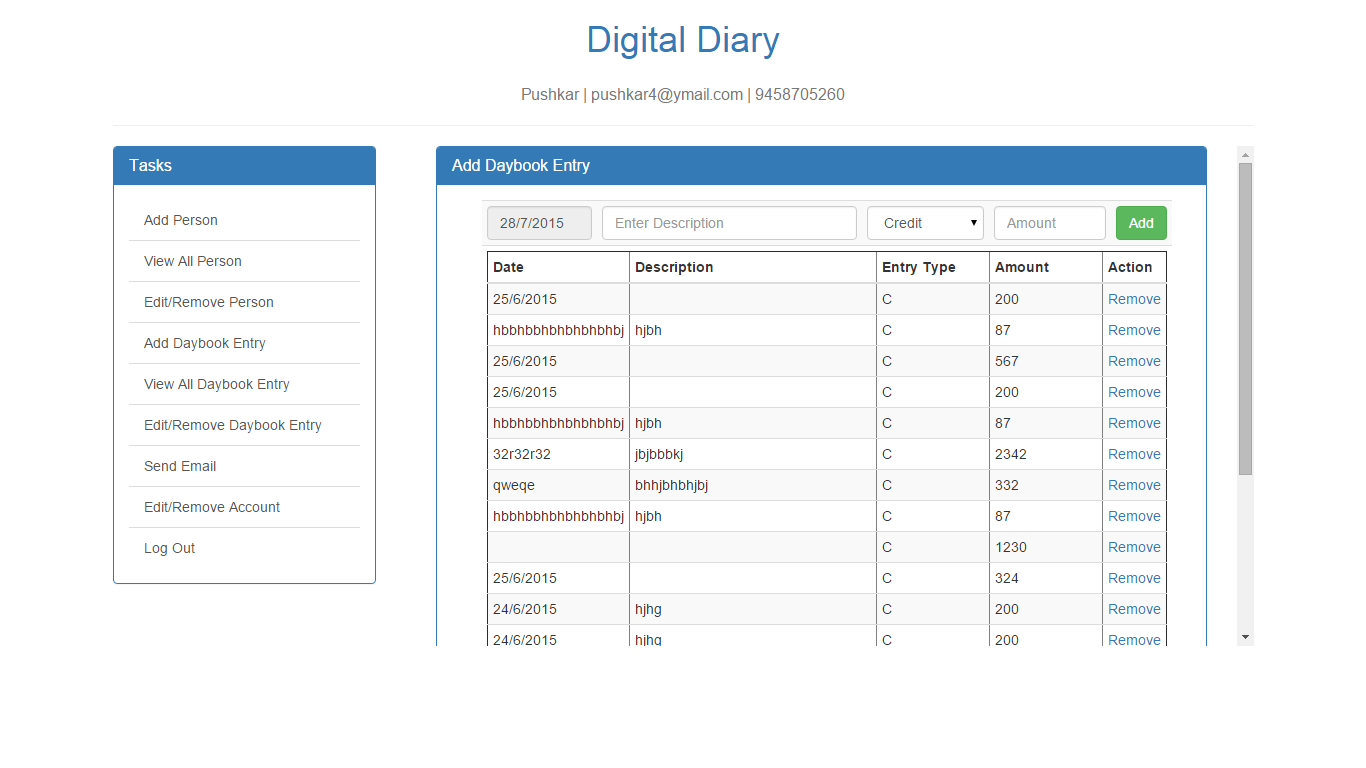 Digital Diary
Pushkar | pushkar4@ymail.com | 9458705260
Tasks
Add Person
View All Person
Edit/Remove Person
Add Daybook Entry
View All Daybook Entry
Edit/Remove Daybook Entry
Send Email
Edit/Remove Account
Log Out
Add Daybook Entry
28/7/2015 Enter Description Credit Amount Add
Date Description Entry Type Amount Action
25/6/2015 C 200 Remove
hbbhbbhbhbhbhbhbj hjbh C 87 Remove
25/6/2015 C 567 Remove
25/6/2015 C 200 Remove
hbbhbbhbhbhbhbhbj hjbh C 87 Remove
32r32r32 jbjbbbkj C 2342 Remove
qweqe bhhjbhbhjbj C 332 Remove
hbbhbbhbhbhbhbhbj hjbh C 87 Remove
C 1230 Remove
25/6/2015 C 324 Remove
24/6/2015 hjhg C 200 Remove
24/6/2015 hjhg C 200 Remove